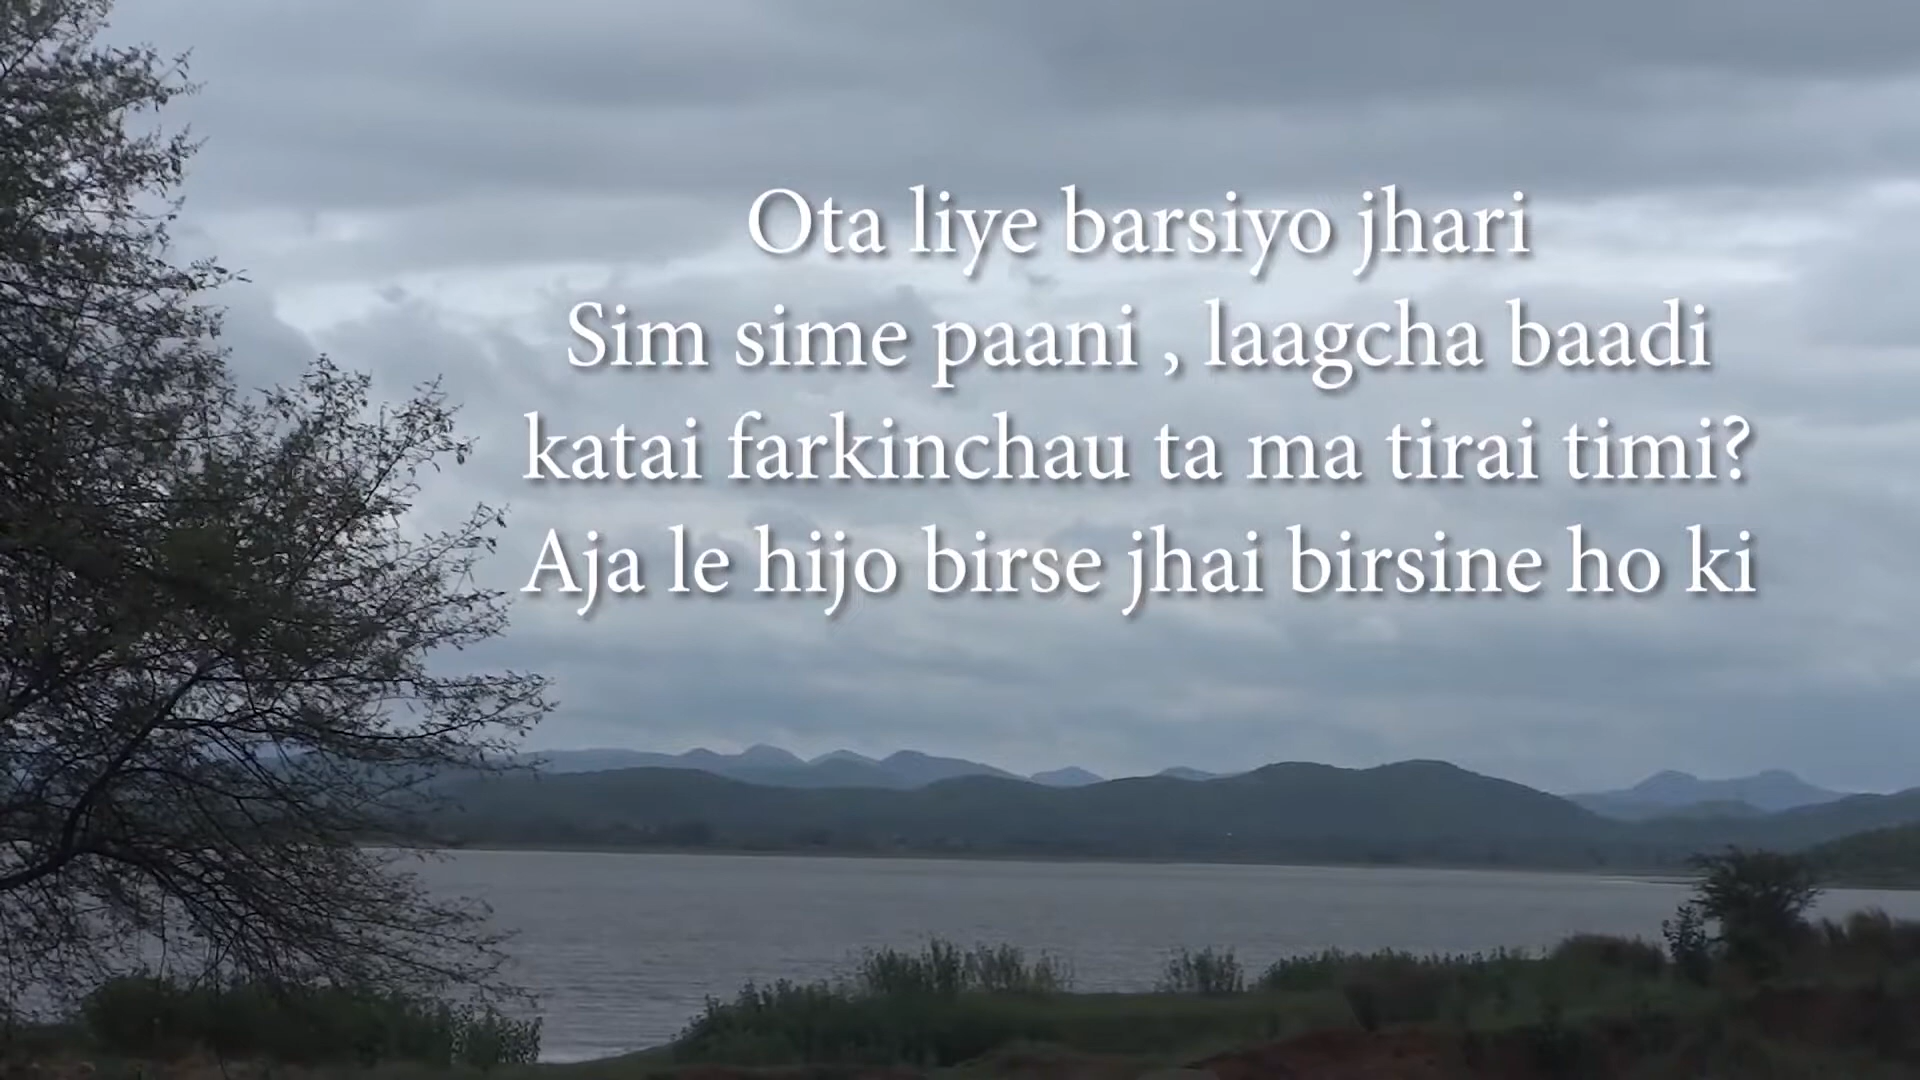 Ota liye barsiyo jhari
Sim sime paani , laagcha baadi
katai farkinchau ta ma tirai timi?
Aja le hijo birse jhai birsine ho ki